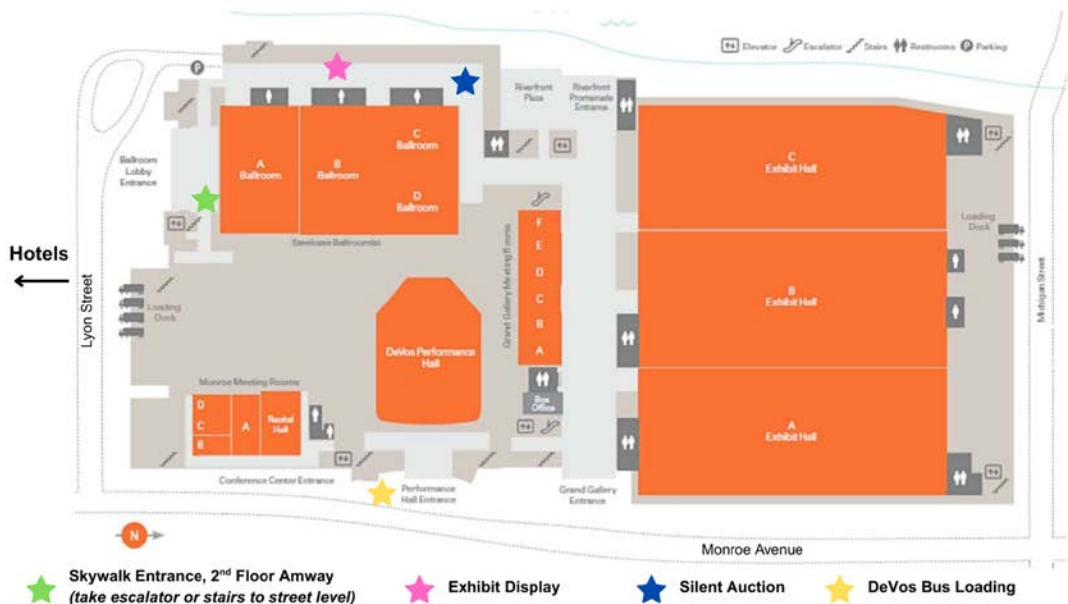 Elevator Escalator Stairs Restrooms Parking
P
Riverfront
Plaza
Riverfront
Promenade
Entrance
C
Ballroom
A
Ballroom
B
Ballroom
D
Ballroom
Ballroom
Lobby
Entrance
Steelcase Ballroom(s)
C
Exhibit Hall
Loading
Dock
Hotels
Lyon Street
Loading
Dock
Grand Gallery Meeting Rooms
F
E
D
C
B
A
B
Exhibit Hall
Michigan Street
DeVos Performance
Hall
Box
Office
Monroe Meeting Rooms
D
C
B
A
Recital
Hall
A
Exhibit Hall
Conference Center Entrance
Performance
Hall Entrance
Grand Gallery
Entrance
N
Monroe Avenue
Skywalk Entrance, 2nd Floor Amway
(take escalator or stairs to street level)
Exhibit Display
Silent Auction
DeVos Bus Loading